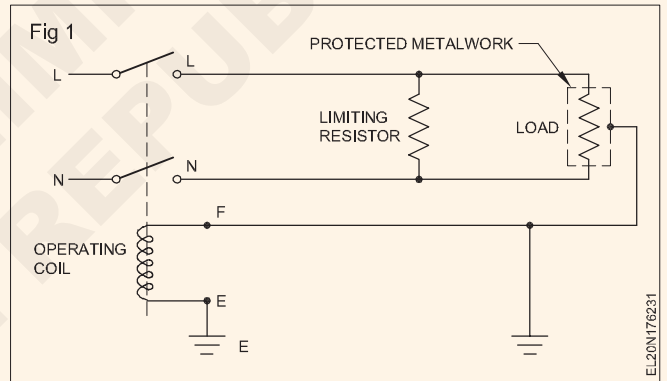 Fig 1
PROTECTED METALWORK
L
L
LIMITING
RESISTOR
LOAD
N
N
F
OPERATING
COIL
E
E
EL20N176231